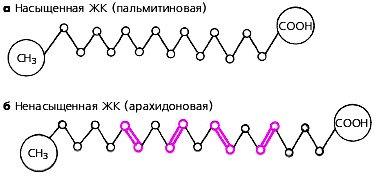 а Насыщенная ЖК (пальмитиновая)
COOH
CH3
б Ненасыщенная ЖК (арахидоновая)
COOH
CH3